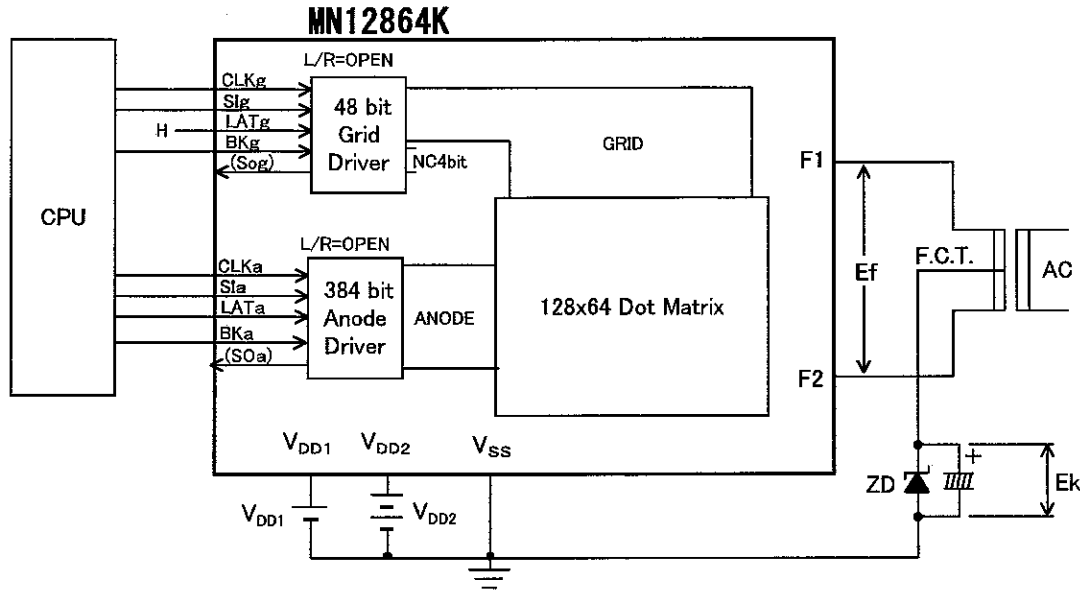 MN12864K
CPU
L/R=OPEN
CLKg
SIg
H
LATg
BKg
(Sog)
48 bit
Grid
Driver
NC4bit
GRID
L/R=OPEN
CLKa
SIa
LATa
BKa
(SOa)
384 bit
Anode
Driver
ANODE
128x64 Dot Matrix
F1
Ef
F.C.T.
AC
F2
VDD1
VDD2
VSS
VDD1
VDD2
ZD
+
Ek